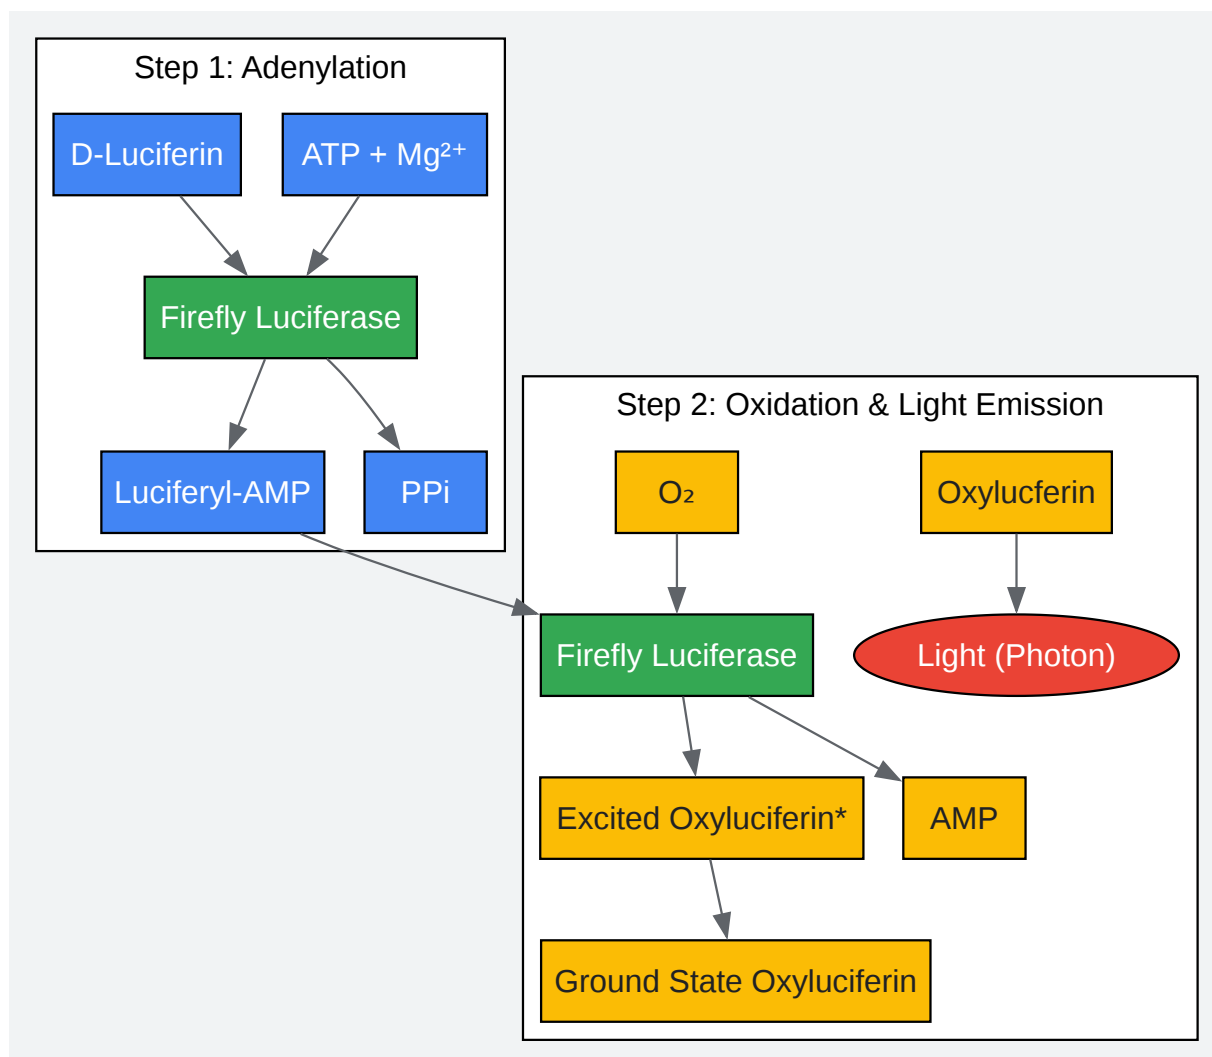 Step 1: Adenylation
D-Luciferin
ATP + Mg²⁺
Firefly Luciferase
Luciferyl-AMP
PPi
Step 2: Oxidation & Light Emission
O₂
Oxylucferin
Firefly Luciferase
Light (Photon)
Excited Oxyluciferin*
AMP
Ground State Oxyluciferin